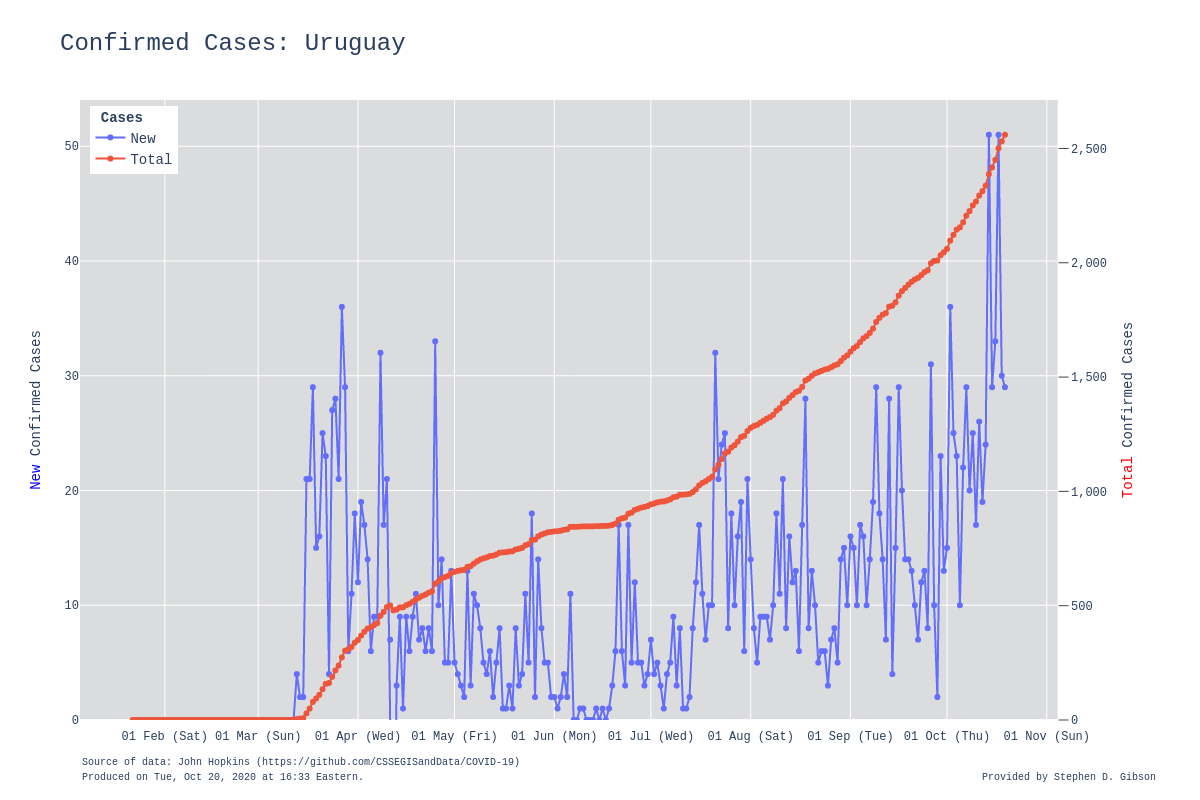 Confirmed Cases: Uruguay
Cases
New
Total
50
40
30
20
10
0
2,500
2,000
1,500
1,000
500
0
New Confirmed Cases
Total Confirmed Cases
01 Feb (Sat) 01 Mar (Sun) 01 Apr (Wed) 01 May (Fri) 01 Jun (Mon) 01 Jul (Wed) 01 Aug (Sat) 01 Sep (Tue) 01 Oct (Thu) 01 Nov (Sun)
Source of data: John Hopkins (https://github.com/CSSEGISandData/COVID-19)
Produced on Tue, Oct 20, 2020 at 16:33 Eastern.
Provided by Stephen D. Gibson